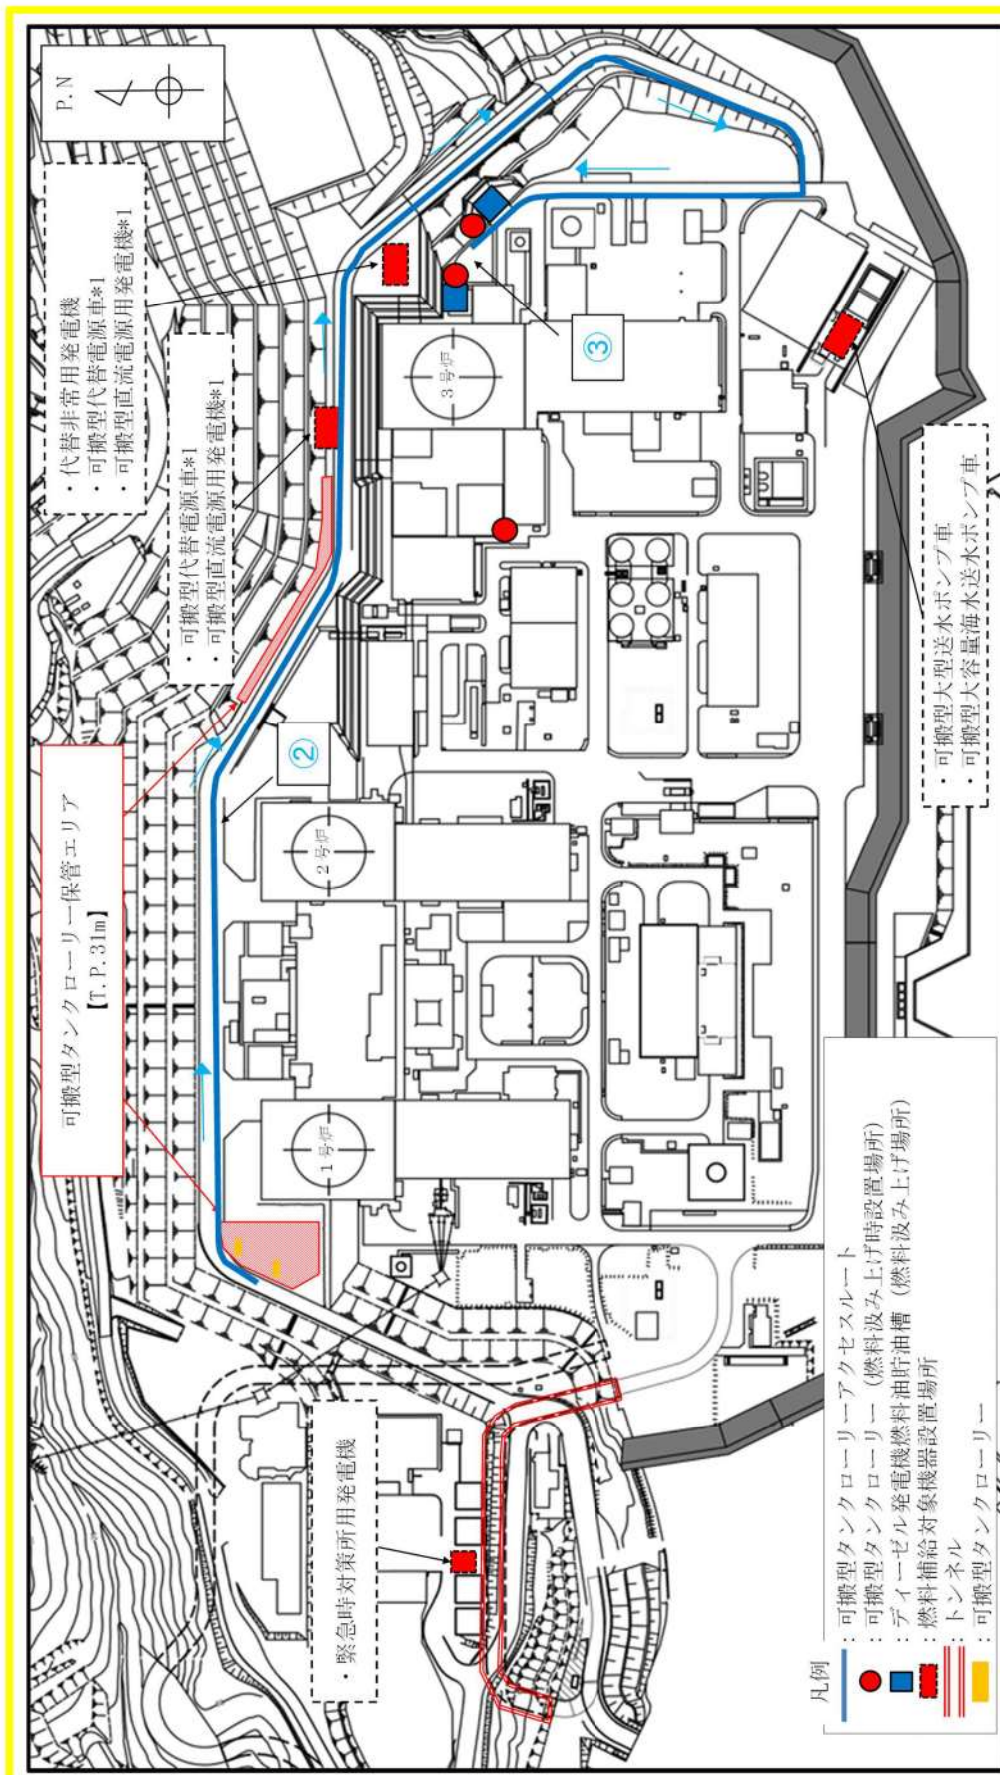 P.N
・代替非常用発電機
・可搬型代替電源車*1
・可搬型直流電源用発電機*1
・可搬型代替電源車*1
・可搬型直流電源用発電機*1
可搬型タンクローリー保管エリア
【T.P.31m】
②
③
1号炉
2号炉
3号炉
・緊急時対策所用発電機
・可搬型大型送水ポンプ車
・可搬型大容量海水送水ポンプ車
凡例
：可搬型タンクローリーアクセスルート
：可搬型タンクローリー（燃料汲み上げ時設置場所）
：ディーゼル発電機燃料油貯油槽（燃料汲み上げ場所）
：燃料補給対象機器設置場所
：トンネル
：可搬型タンクローリー